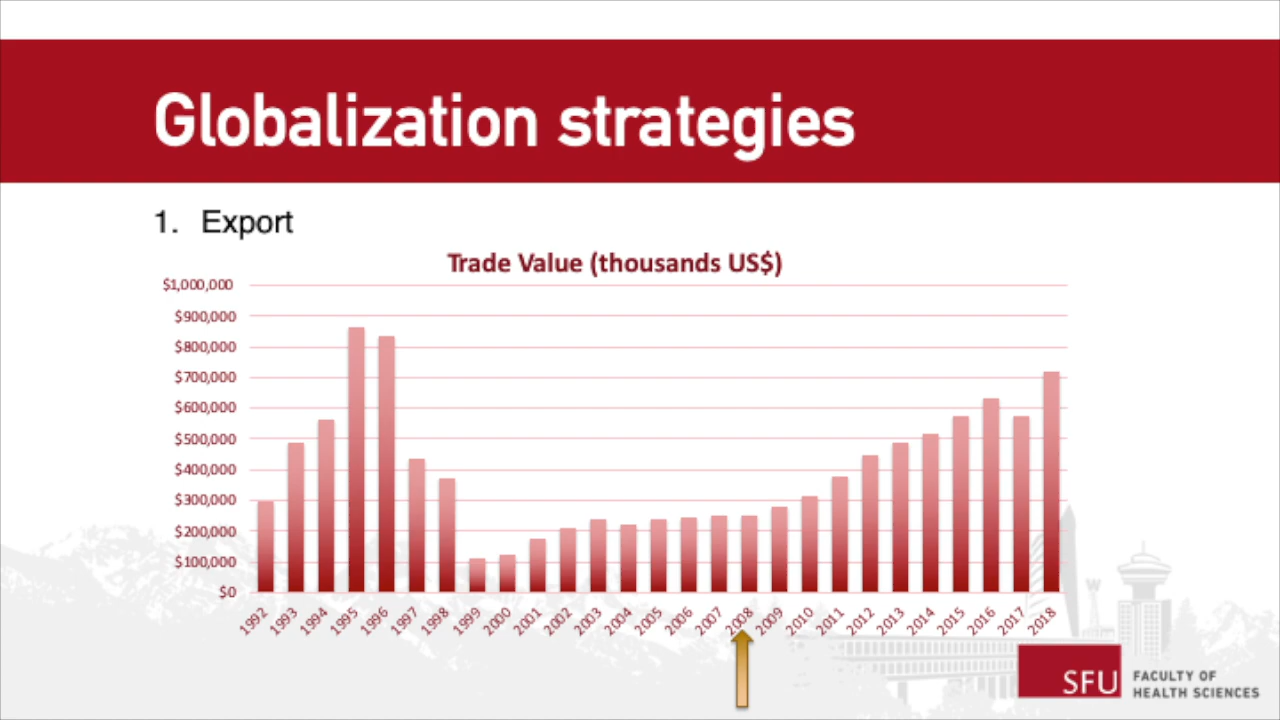 Globalization strategies
1. Export
Trade Value (thousands US$)
$1,000,000
$900,000
$800,000
$700,000
$600,000
$500,000
$400,000
$300,000
$200,000
$100,000
$0
1992 1993 1994 1995 1996 1997 1998 1999 2000 2001 2002 2003 2004 2005 2006 2007 2008 2009 2010 2011 2012 2013 2014 2015 2016 2017 2018
SFU
FACULTY OF
HEALTH SCIENCES